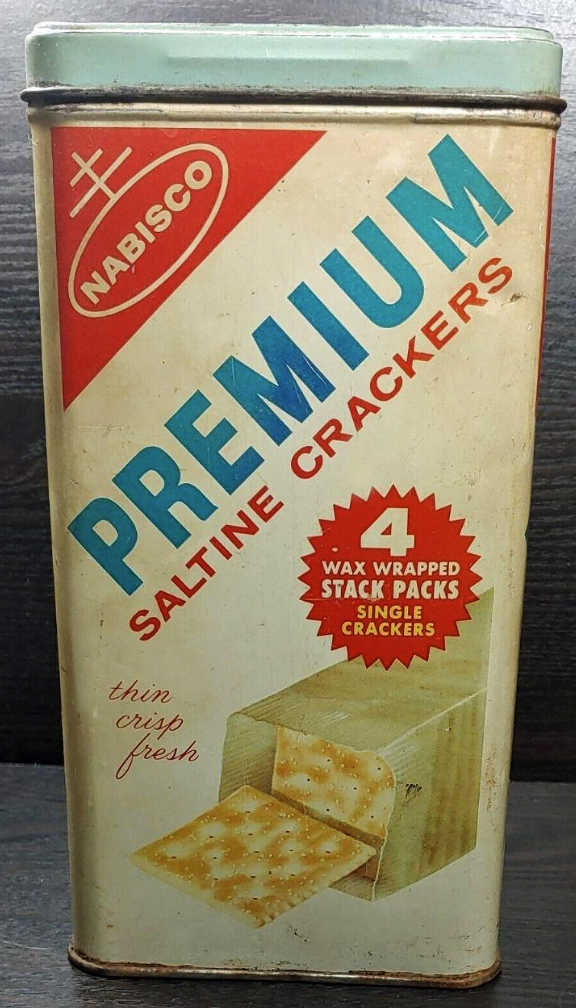 NABISCO
PREMIUM
SALTINE CRACKERS
4
WAX WRAPPED
STACK PACKS
SINGLE
CRACKERS
thin
crisp
fresh